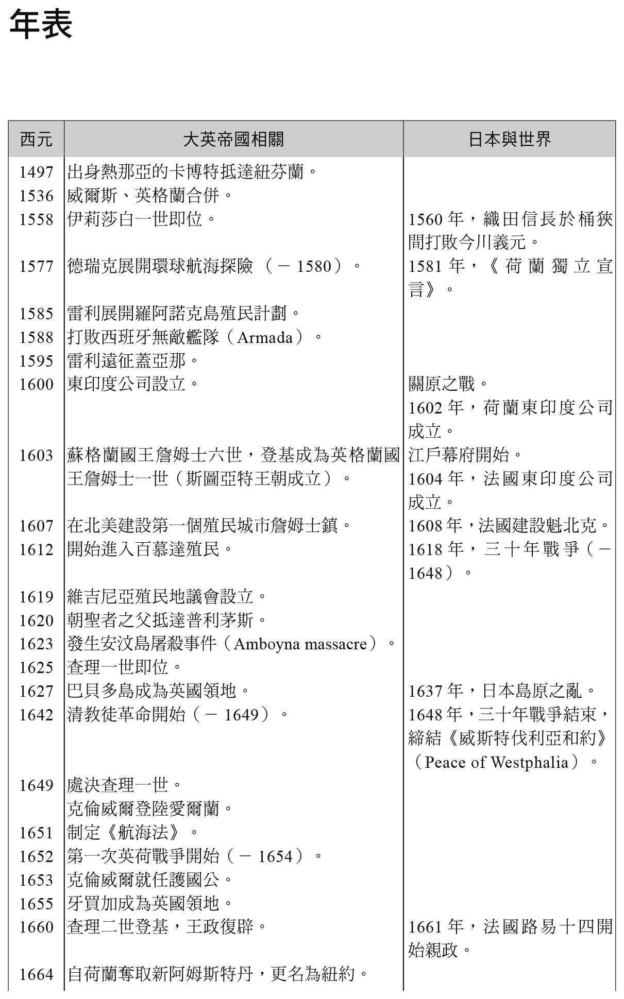 年表
西元 大英帝國相關 日本與世界
1497 出身熱那亞的卡博特抵達紐芬蘭。
1536 威爾斯、英格蘭合併。
1558 伊莉莎白一世即位。 1560 年，織田信長於桶狹
間打敗今川義元。
1577 德瑞克展開環球航海探險（－ 1580）。 1581 年，《荷蘭獨立宣
言》。
1585 雷利展開羅阿諾克島殖民計劃。
1588 打敗西班牙無敵艦隊（Armada）。
1595 雷利遠征蓋亞那。
1600 東印度公司設立。 關原之戰。
1602 年，荷蘭東印度公司
成立。
1603 蘇格蘭國王詹姆士六世，登基成為英格蘭國 江戶幕府開始。
王詹姆士一世（斯圖亞特王朝成立）。 1604 年，法國東印度公司
成立。
1607 在北美建設第一個殖民城市詹姆士鎮。 1608 年，法國建設魁北克。
1612 開始進入百慕達殖民。 1618 年，三十年戰爭（－
1648）。
1619 維吉尼亞殖民地議會設立。
1620 朝聖者之父抵達普利茅斯。
1623 發生安汶島屠殺事件（Amboyna massacre）。
1625 查理一世即位。
1627 巴貝多島成為英國領地。 1637 年，日本島原之亂。
1642 清教徒革命開始（－ 1649）。 1648 年，三十年戰爭結束，
締結《威斯特伐利亞和約》
（Peace of Westphalia）。
1649 處決查理一世。
克倫威爾登陸愛爾蘭。
1651 制定《航海法》。
1652 第一次英荷戰爭開始（－ 1654）。
1653 克倫威爾就任護國公。
1655 牙買加成為英國領地。
1660 查理二世登基，王政復辟。 1661 年，法國路易十四開
始親政。
1664 自荷蘭奪取新阿姆斯特丹，更名為紐約。